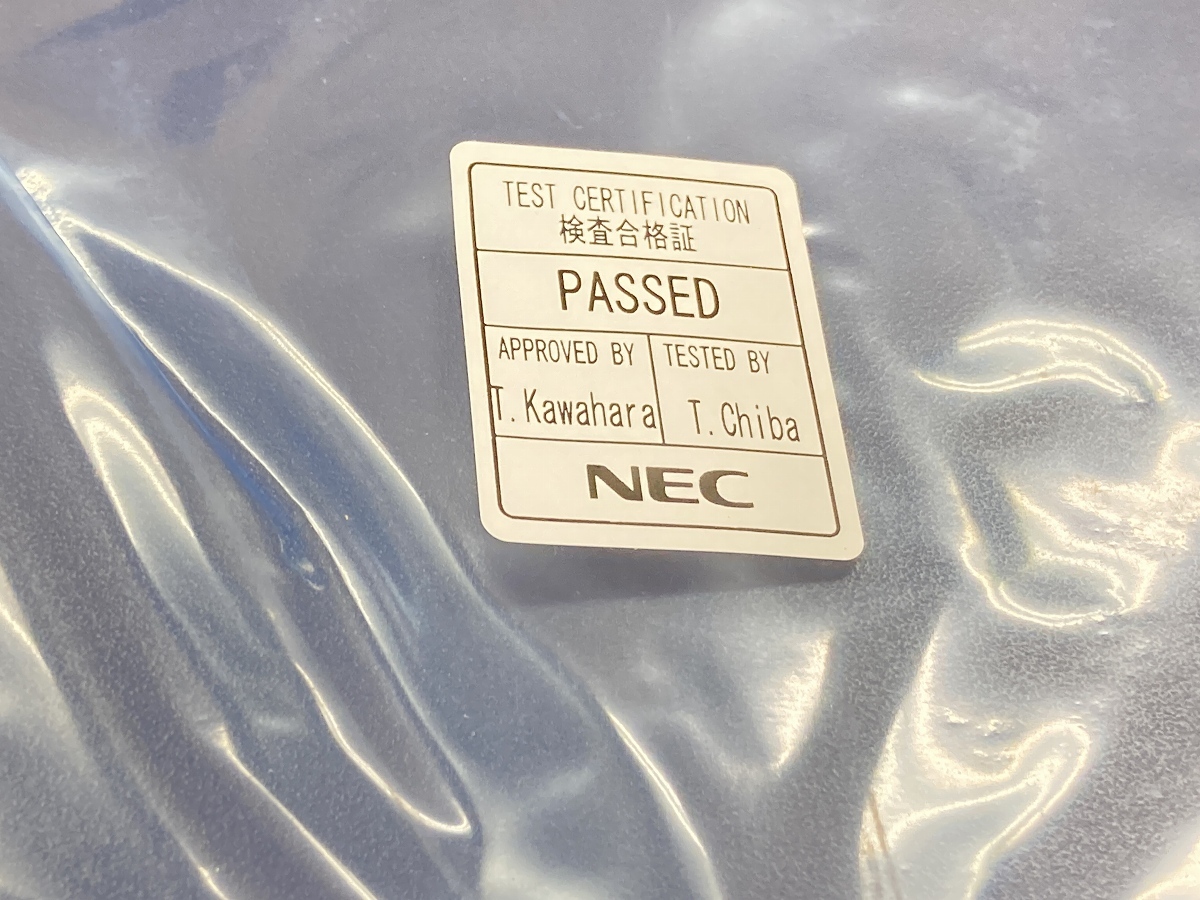 TEST CERTIFICATION
検査合格証
PASSED
APPROVED BY
T. Kawahara
TESTED BY
T. Chiba
NEC